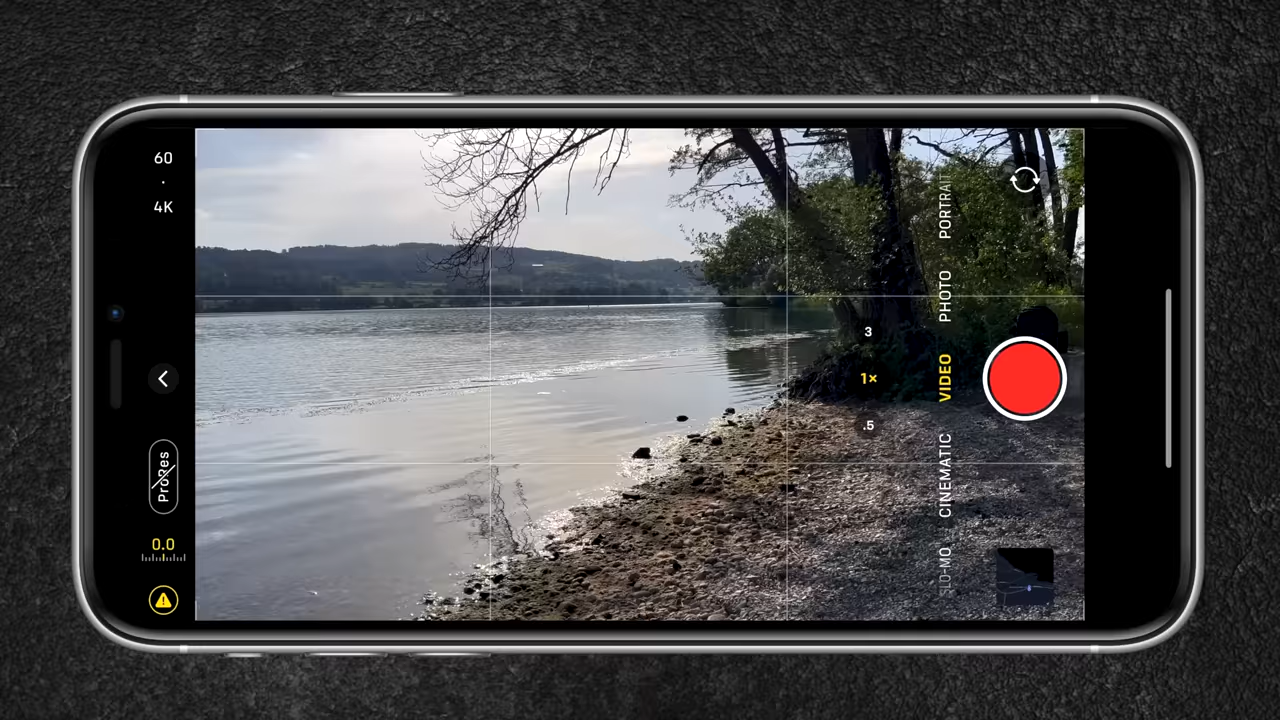 60
·
4K
ProRes
0.0
3
1×
.5
PORTRAIT
PHOTO
VIDEO
CINEMATIC
SLO-MO